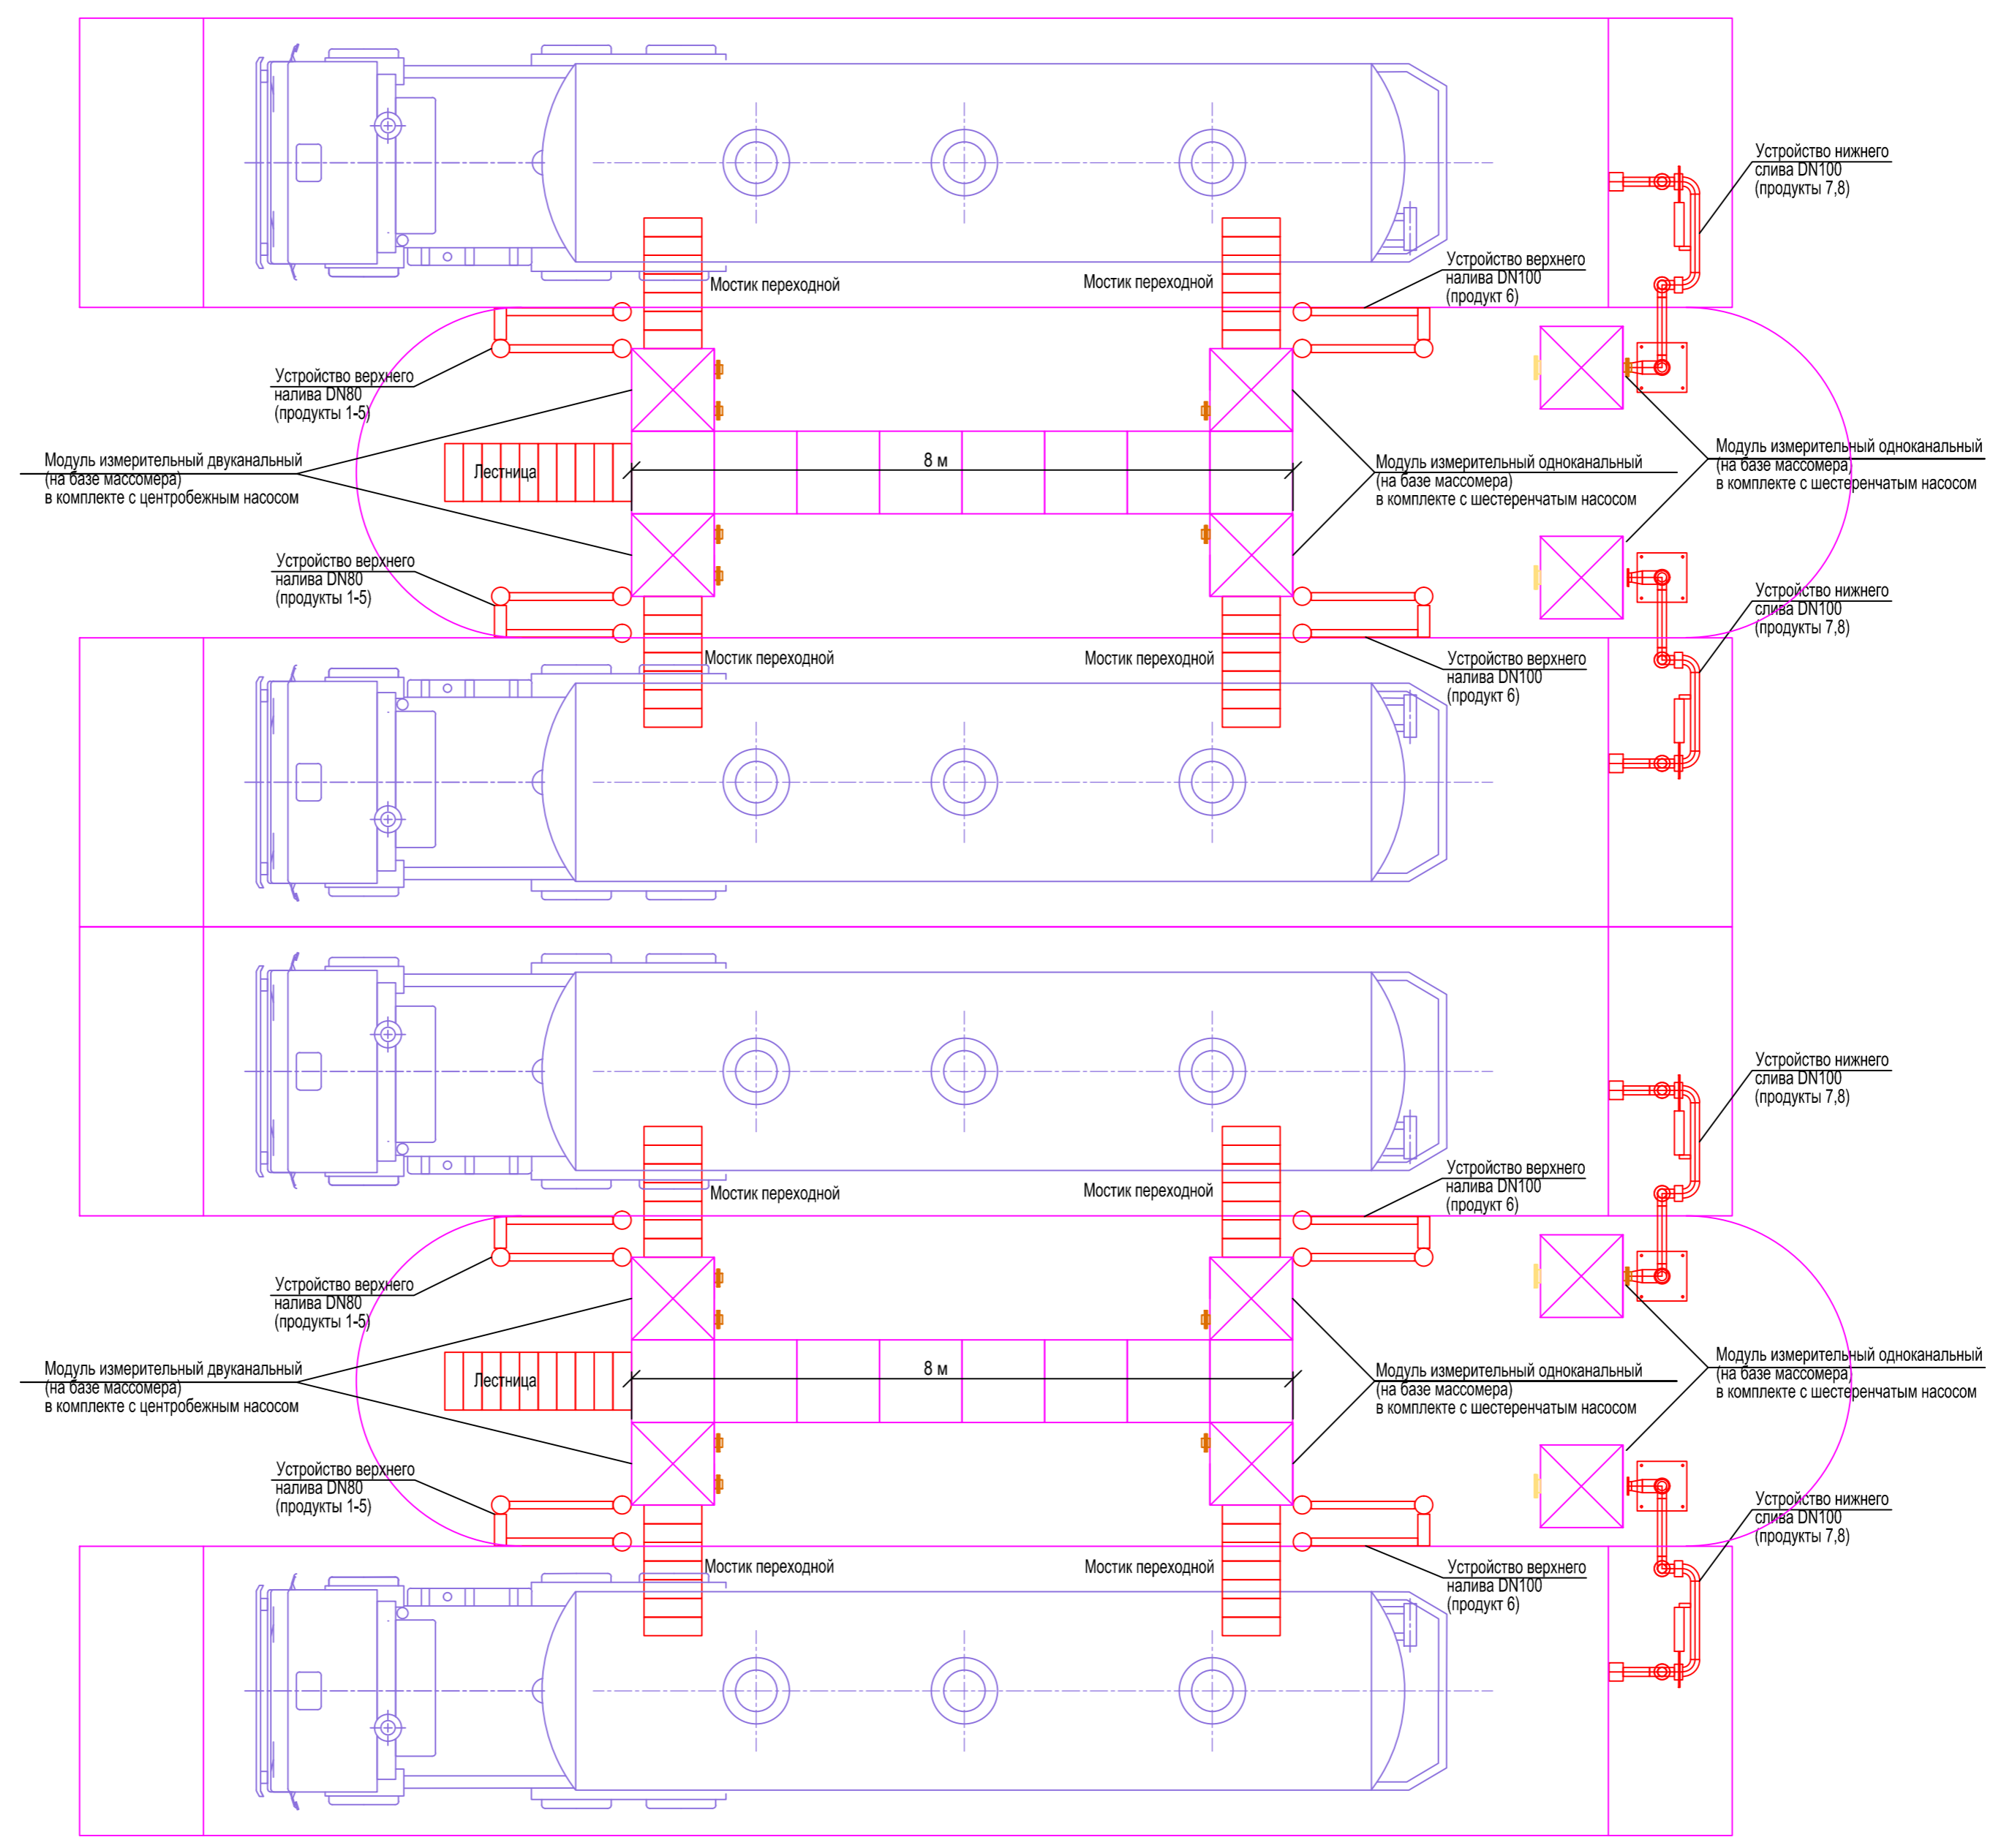 Устройство нижнего
слива DN100
(продукты 7,8)
Устройство верхнего
налива DN100
(продукт 6)
Мостик переходной
Мостик переходной
Устройство верхнего
налива DN80
(продукты 1-5)
Модуль измерительный двуканальный
(на базе массомера)
в комплекте с центробежным насосом
Лестница
8 м
Модуль измерительный одноканальный
(на базе массомера)
в комплекте с шестеренчатым насосом
Модуль измерительный одноканальный
(на базе массомера)
в комплекте с шестеренчатым насосом
Устройство верхнего
налива DN80
(продукты 1-5)
Устройство нижнего
слива DN100
(продукты 7,8)
Мостик переходной
Мостик переходной
Устройство верхнего
налива DN100
(продукт 6)
Устройство нижнего
слива DN100
(продукты 7,8)
Устройство верхнего
налива DN100
(продукт 6)
Мостик переходной
Мостик переходной
Устройство верхнего
налива DN80
(продукты 1-5)
Модуль измерительный двуканальный
(на базе массомера)
в комплекте с центробежным насосом
Лестница
8 м
Модуль измерительный одноканальный
(на базе массомера)
в комплекте с шестеренчатым насосом
Модуль измерительный одноканальный
(на базе массомера)
в комплекте с шестеренчатым насосом
Устройство верхнего
налива DN80
(продукты 1-5)
Устройство нижнего
слива DN100
(продукты 7,8)
Мостик переходной
Мостик переходной
Устройство верхнего
налива DN100
(продукт 6)